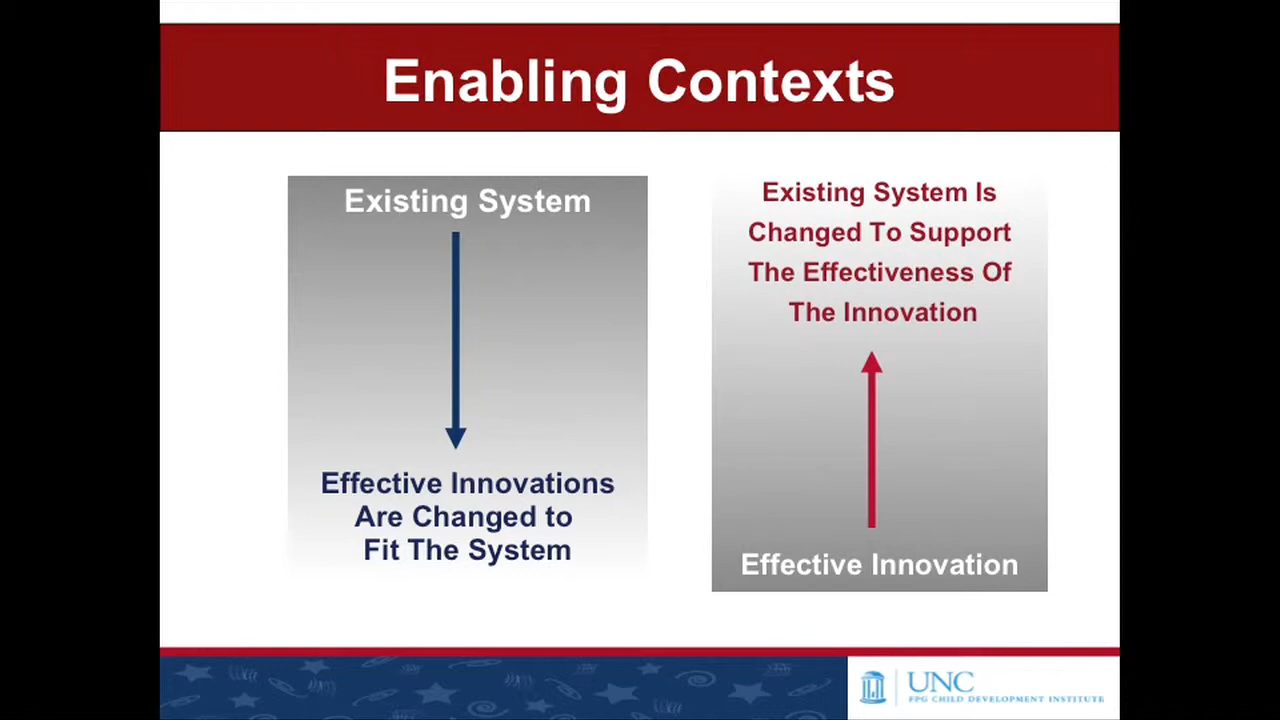 Enabling Contexts
Existing System
Effective Innovations
Are Changed to
Fit The System
Existing System Is
Changed To Support
The Effectiveness Of
The Innovation
Effective Innovation
UNC
FPG CHILD DEVELOPMENT INSTITUTE